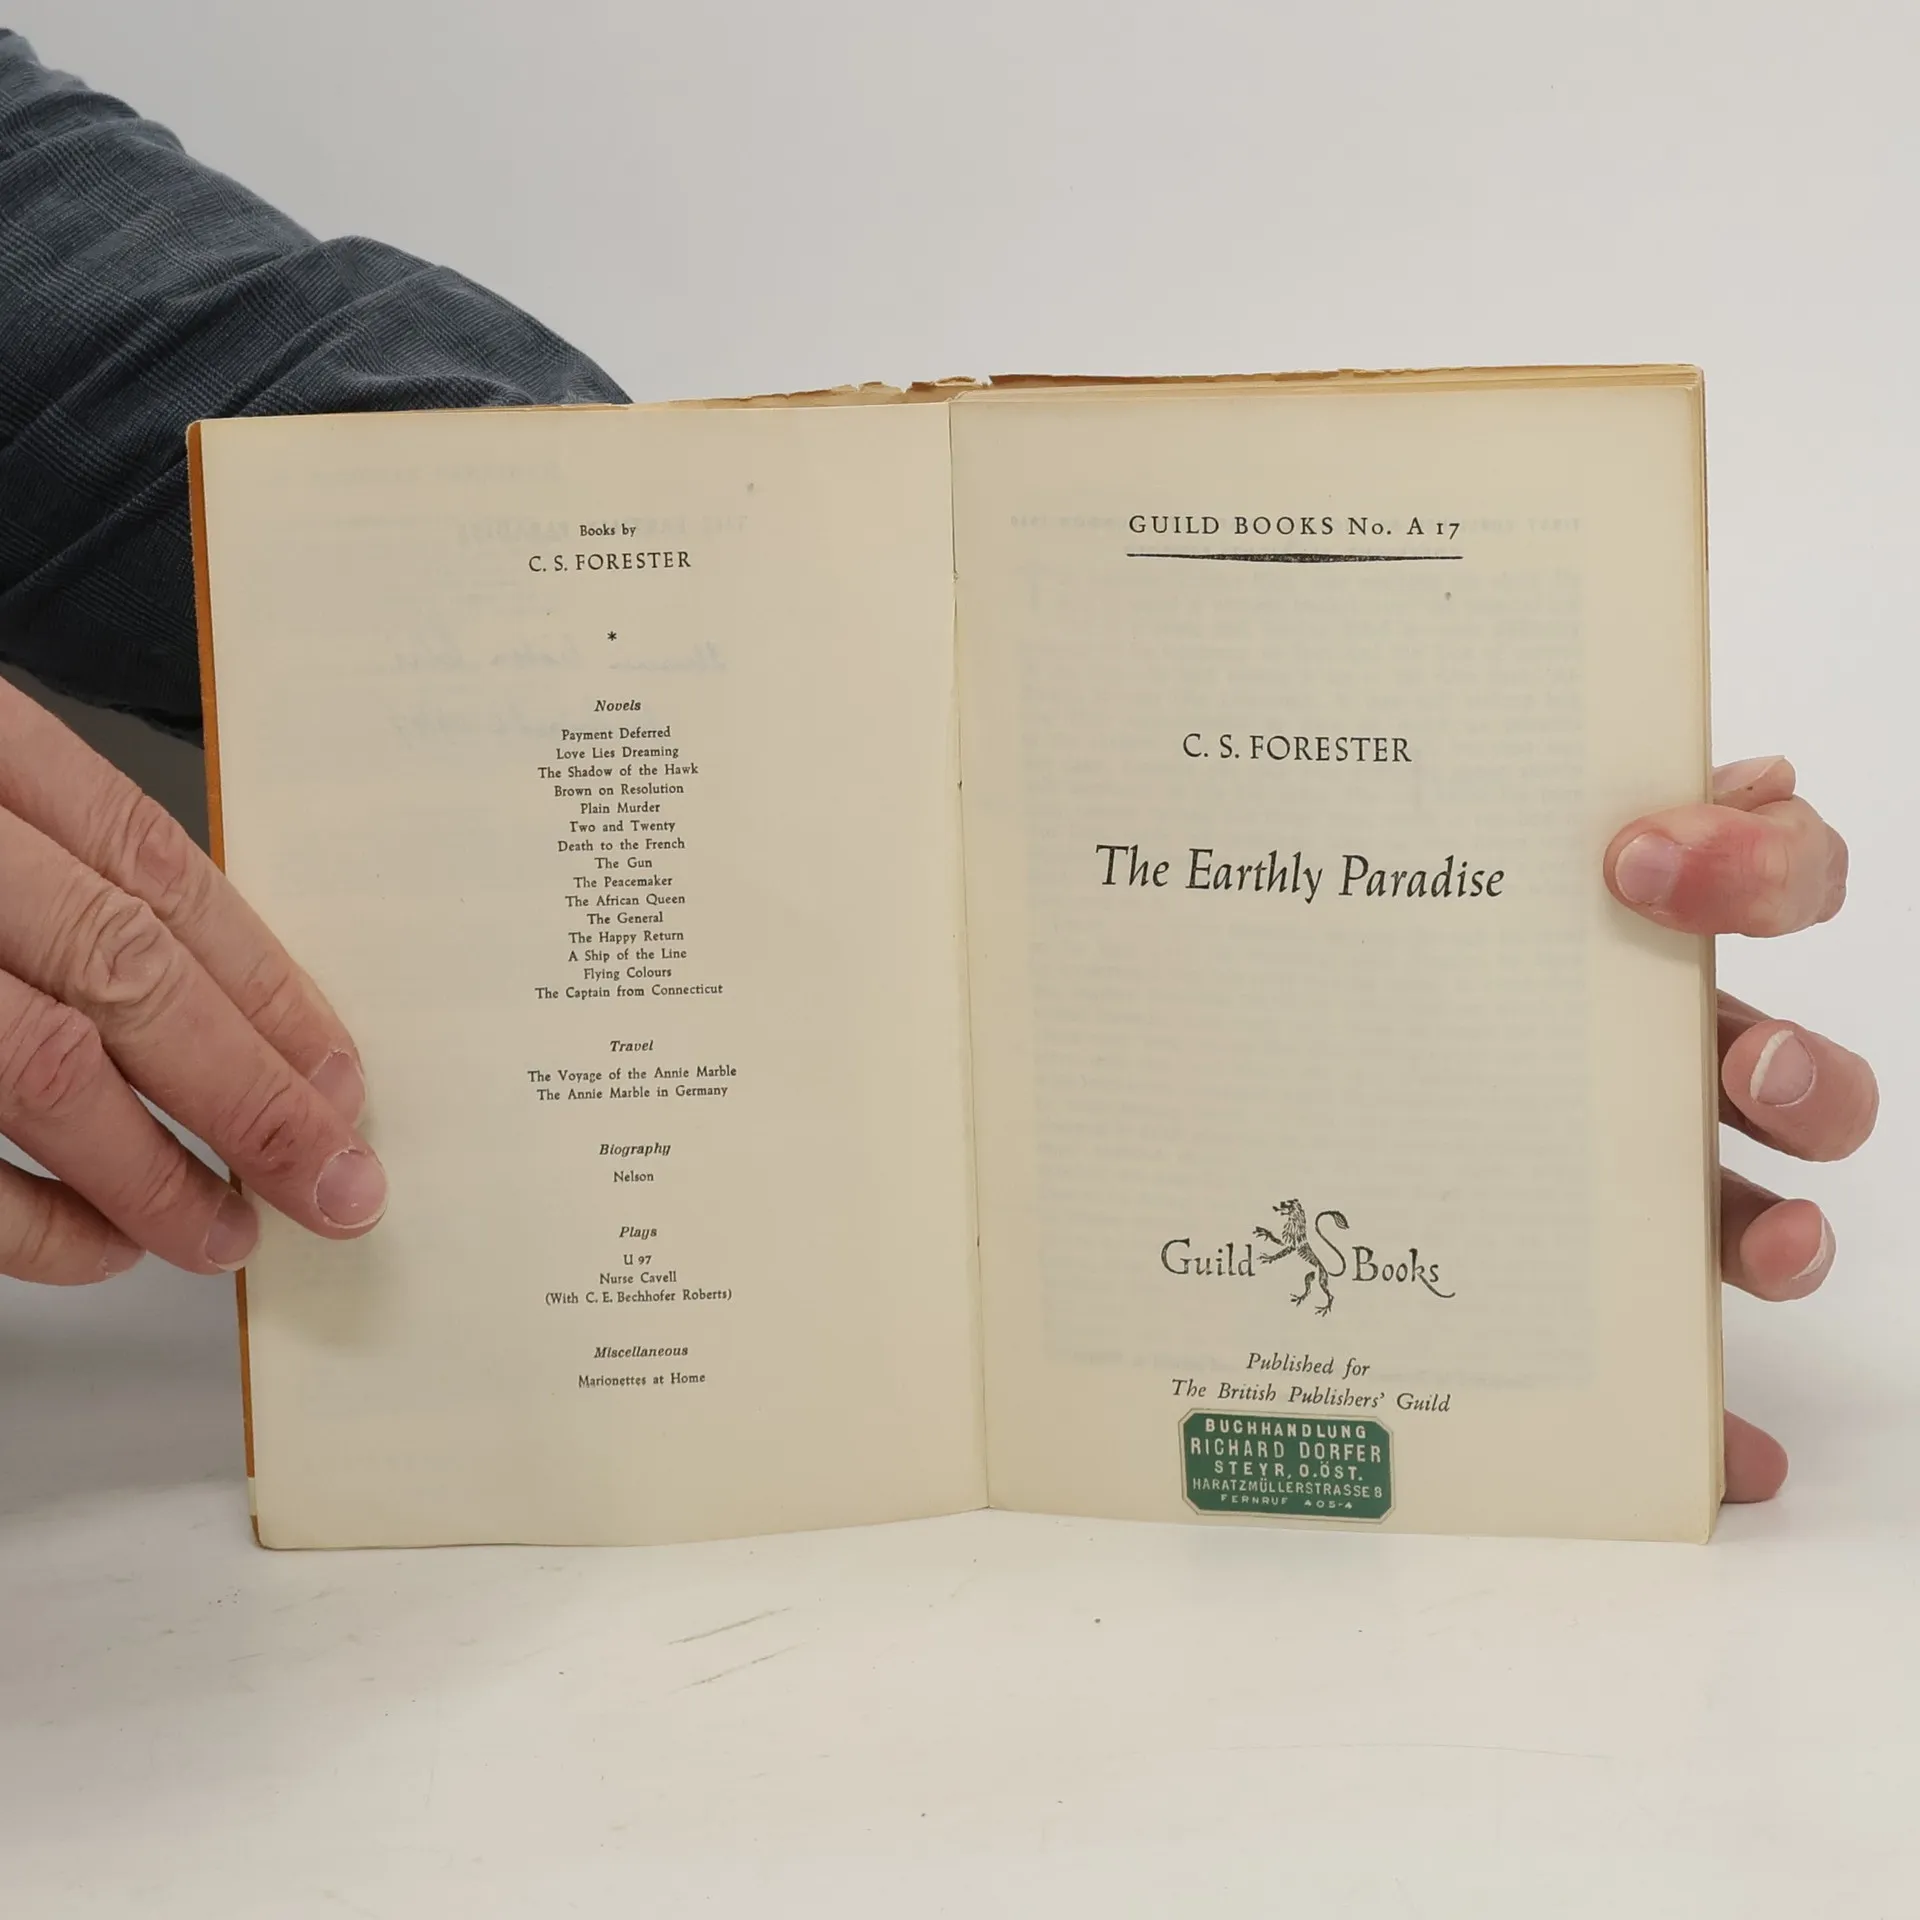 Books by
C. S. FORESTER
*
Novels
Payment Deferred
Love Lies Dreaming
The Shadow of the Hawk
Brown on Resolution
Plain Murder
Two and Twenty
Death to the French
The Gun
The Peacemaker
The African Queen
The General
The Happy Return
A Ship of the Line
Flying Colours
The Captain from Connecticut
Travel
The Voyage of the Annie Marble
The Annie Marble in Germany
Biography
Nelson
Plays
U 97
Nurse Cavell
(With C. E. Bechhofer Roberts)
Miscellaneous
Marionettes at Home
GUILD BOOKS No. A 17
C. S. FORESTER
The Earthly Paradise
Guild Books
Published for
The British Publishers' Guild
BUCHHANDLUNG
RICHARD DORFER
STEYR, O.ÖST.
HARATZMÜLLERSTRASSE 8
FERNRUF 405-4